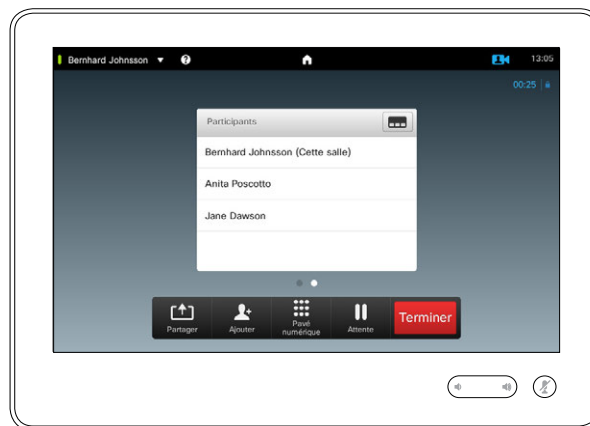 Bernhard Johnsson
13:05
00:25
Participants
Bernhard Johnsson (Cette salle)
Anita Poscotto
Jane Dawson
Partager
Ajouter
Pavé
numérique
Attente
Terminer